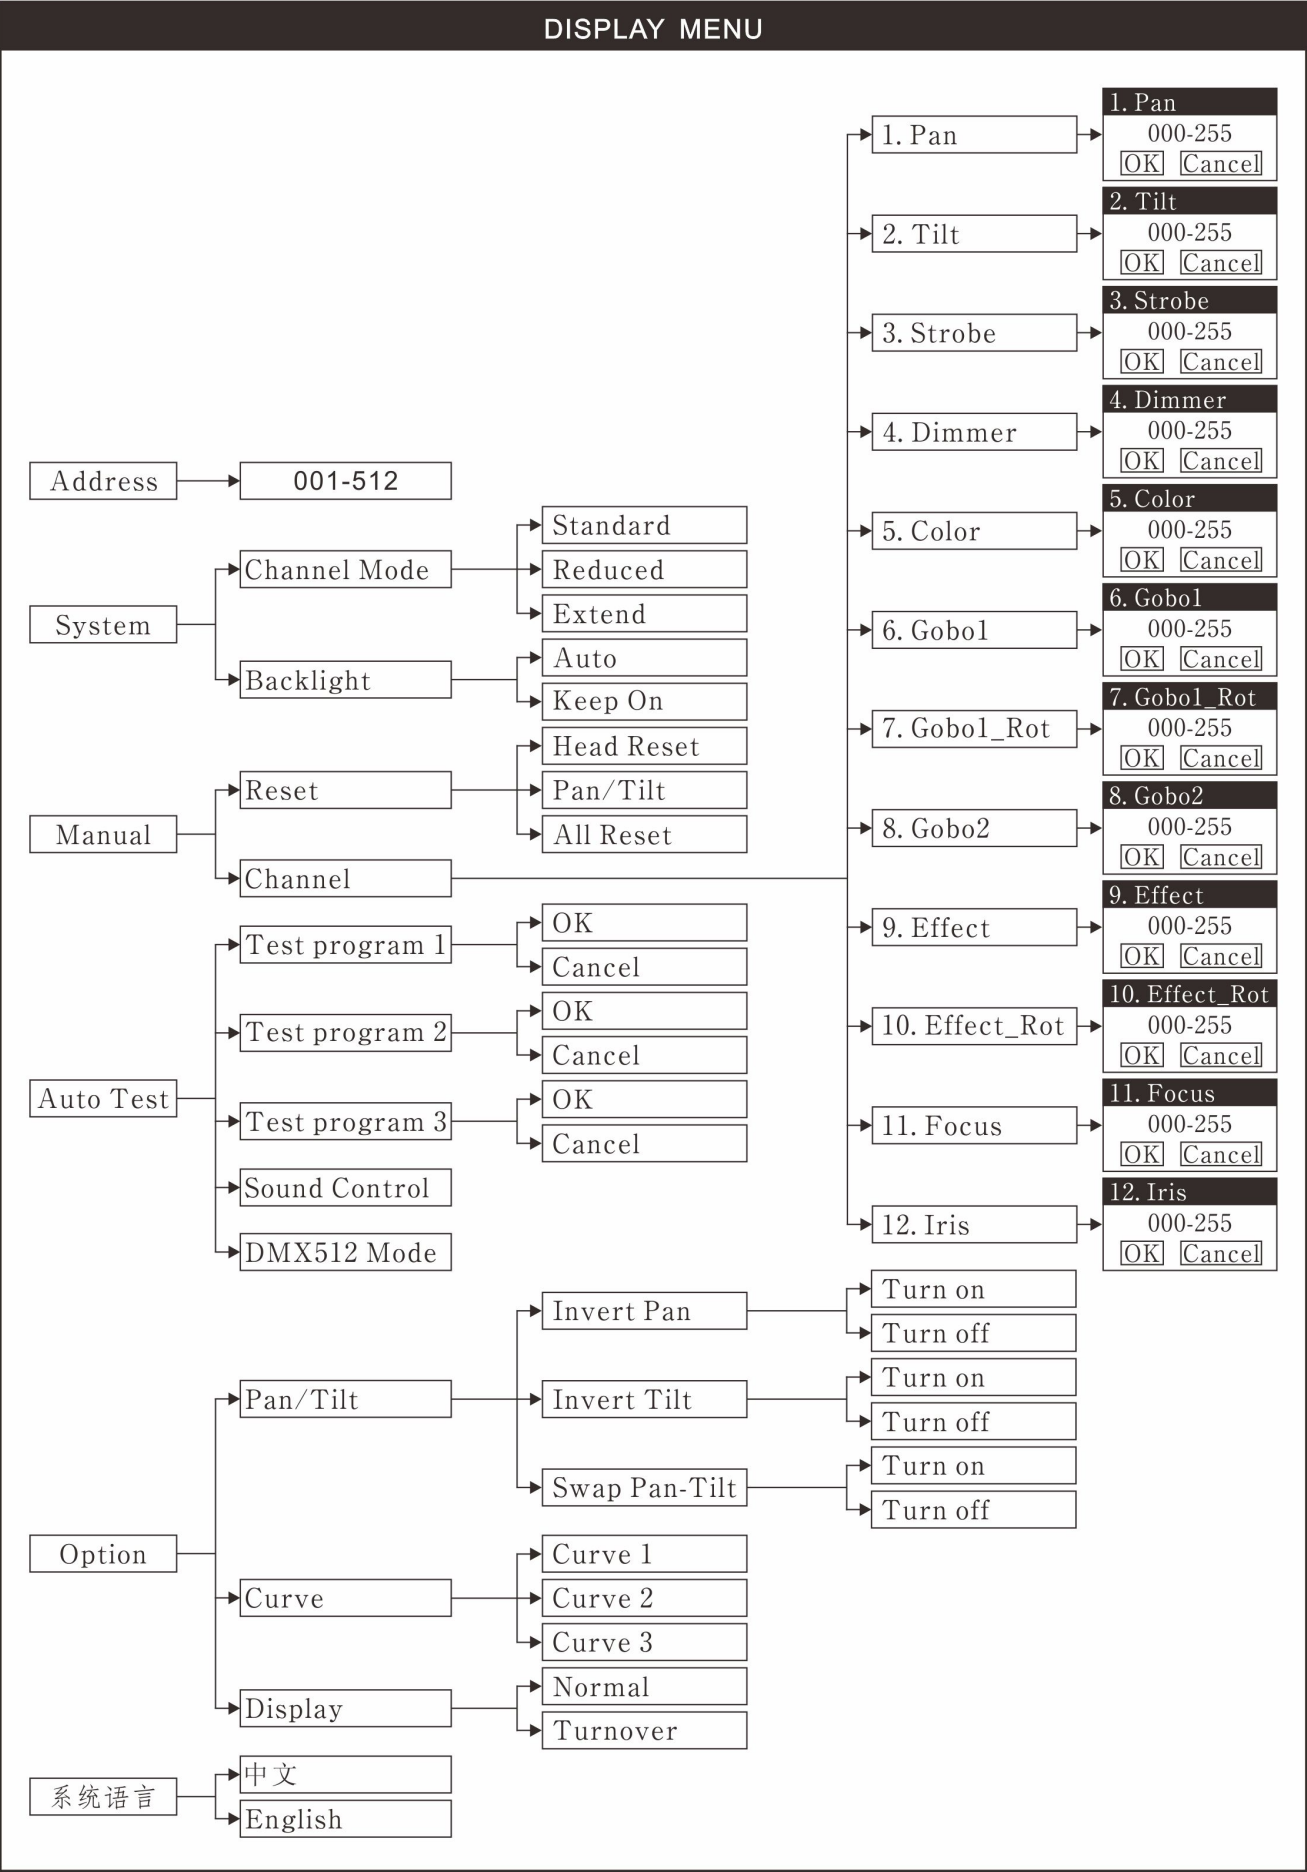 DISPLAY MENU
Address
001-512
System
Channel Mode
Standard
Reduced
Extend
Backlight
Auto
Keep On
Manual
Reset
Head Reset
Pan/Tilt
All Reset
Channel
1. Pan
1. Pan
000-255
OK Cancel
2. Tilt
2. Tilt
000-255
OK Cancel
3. Strobe
3. Strobe
000-255
OK Cancel
4. Dimmer
4. Dimmer
000-255
OK Cancel
5. Color
5. Color
000-255
OK Cancel
6. Gobo1
6. Gobo1
000-255
OK Cancel
7. Gobo1_Rot
7. Gobo1_Rot
000-255
OK Cancel
8. Gobo2
8. Gobo2
000-255
OK Cancel
9. Effect
9. Effect
000-255
OK Cancel
10. Effect_Rot
10. Effect_Rot
000-255
OK Cancel
11. Focus
11. Focus
000-255
OK Cancel
12. Iris
12. Iris
000-255
OK Cancel
Auto Test
Test program 1
OK
Cancel
Test program 2
OK
Cancel
Test program 3
OK
Cancel
Sound Control
DMX512 Mode
Option
Pan/Tilt
Invert Pan
Turn on
Turn off
Invert Tilt
Turn on
Turn off
Swap Pan-Tilt
Turn on
Turn off
Curve
Curve 1
Curve 2
Curve 3
Display
Normal
Turnover
系统语言
中文
English